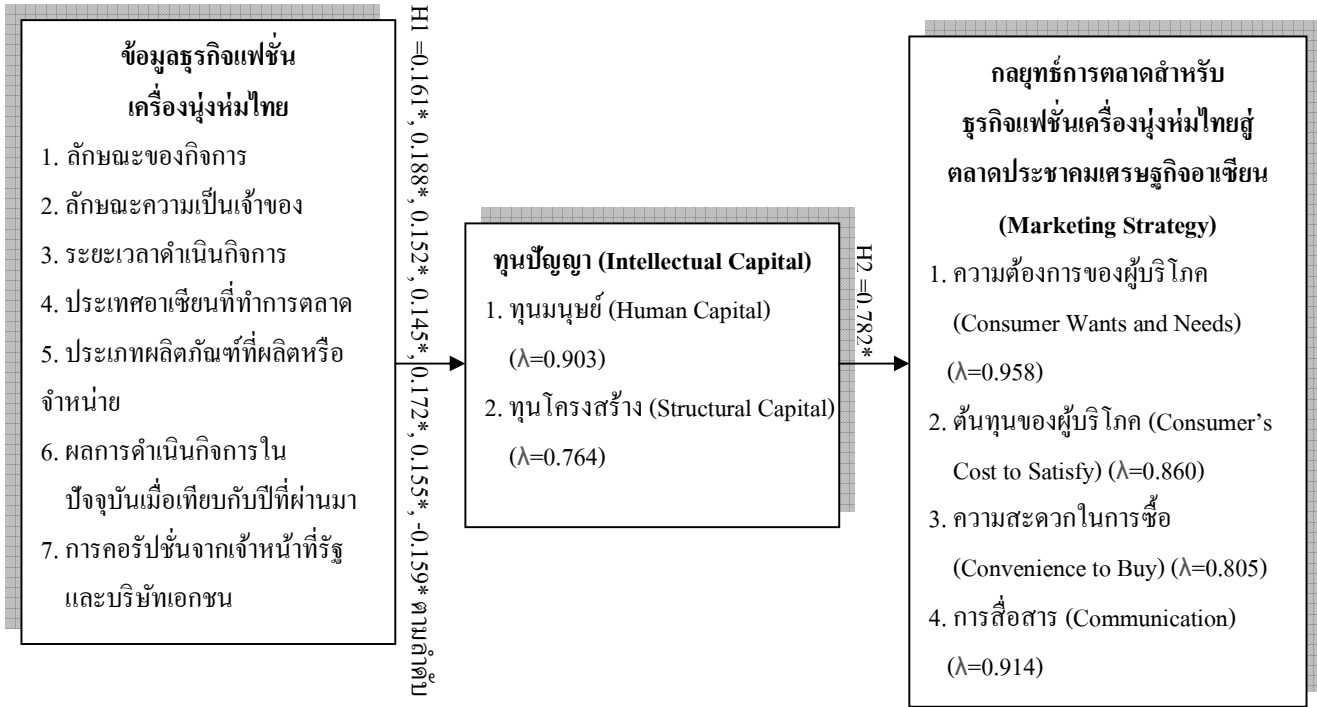 ข้อมูลธุรกิจแฟชั่น
เครื่องนุ่งห่มไทย
1. ลักษณะของกิจการ
2. ลักษณะความเป็นเจ้าของ
3. ระยะเวลาดำเนินกิจการ
4. ประเทศอาเซียนที่ทำการตลาด
5. ประเภทผลิตภัณฑ์ที่ผลิตหรือ
จำหน่าย
6. ผลการดำเนินกิจการใน
ปัจจุบันเมื่อเทียบกับปีที่ผ่านมา
7. การคอรัปชั่นจากเจ้าหน้าที่รัฐ
และบริษัทเอกชน
H1 =0.161*, 0.188*, 0.152*, 0.145*, 0.172*, 0.155*, -0.159* ตามลำดับ
ทุนปัญญา (Intellectual Capital)
1. ทุนมนุษย์ (Human Capital)
(λ=0.903)
2. ทุนโครงสร้าง (Structural Capital)
(λ=0.764)
H2 =0.782*
กลยุทธ์การตลาดสำหรับ
ธุรกิจแฟชั่นเครื่องนุ่งห่มไทยสู่
ตลาดประชาคมเศรษฐกิจอาเซียน
(Marketing Strategy)
1. ความต้องการของผู้บริโภค
(Consumer Wants and Needs)
(λ=0.958)
2. ต้นทุนของผู้บริโภค (Consumer’s
Cost to Satisfy) (λ=0.860)
3. ความสะดวกในการซื้อ
(Convenience to Buy) (λ=0.805)
4. การสื่อสาร (Communication)
(λ=0.914)